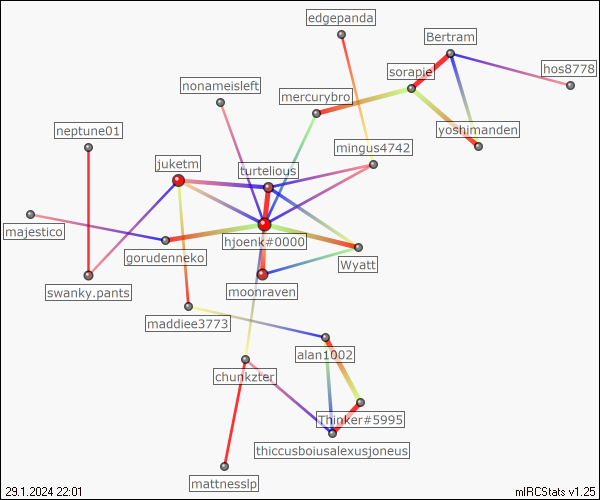 edgepanda
Bertram
hos8778
sorapie
nonameisleft
mercurybro
neptune01
yoshimanden
mingus4742
juketm
turtelious
majestico
hjoenk#0000
gorudenneko
Wyatt
swanky.pants
moonraven
maddiee3773
alan1002
chunkzter
Thinker#5995
thiccusboiusalexusjoneus
mattnesslp
29.1.2024 22:01
mIRCStats v1.25